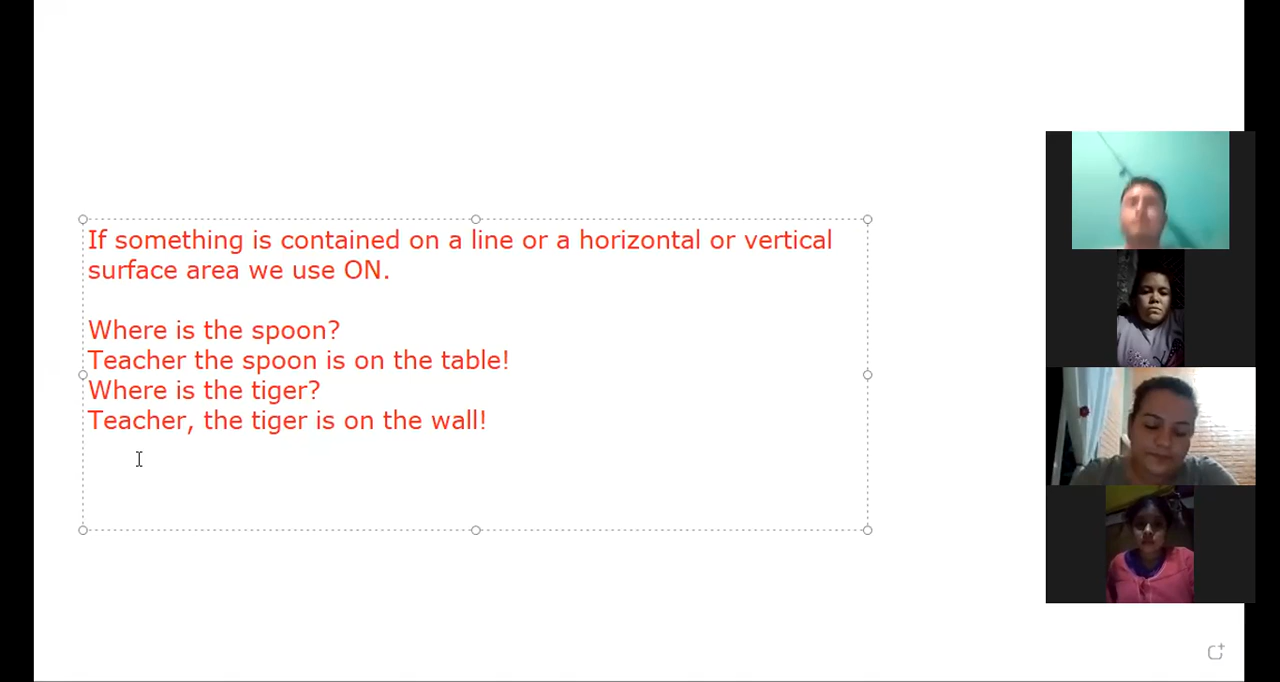 If something is contained on a line or a horizontal or vertical
surface area we use ON.
Where is the spoon?
Teacher the spoon is on the table!
Where is the tiger?
Teacher, the tiger is on the wall!